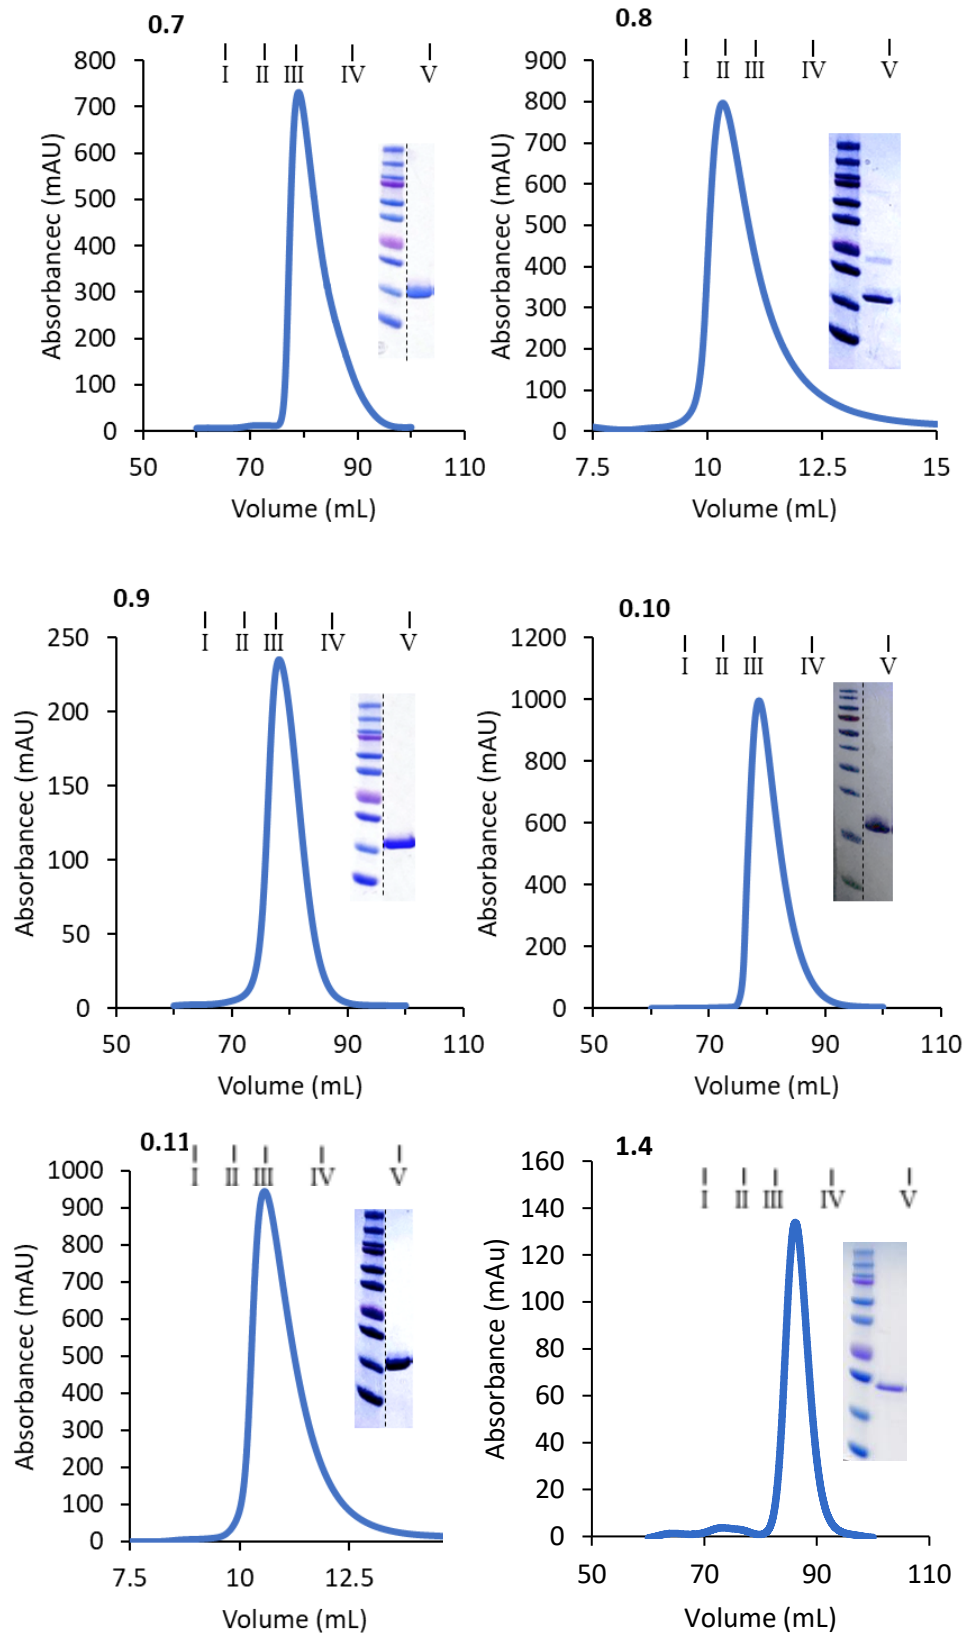 0.7
I II III IV V
800
700
600
500
400
300
200
100
0
Absorbancec (mAU)
50 70 90 110
Volume (mL)
0.8
I II III IV V
900
800
700
600
500
400
300
200
100
0
Absorbancec (mAU)
7.5 10 12.5 15
Volume (mL)
0.9
I II III IV V
250
200
150
100
50
0
Absorbancec (mAU)
50 70 90 110
Volume (mL)
0.10
I II III IV V
1200
1000
800
600
400
200
0
Absorbancec (mAU)
50 70 90 110
Volume (mL)
0.11
I II III IV V
1000
900
800
700
600
500
400
300
200
100
0
Absorbancec (mAU)
7.5 10 12.5
Volume (mL)
1.4
I II III IV V
160
140
120
100
80
60
40
20
0
Absorbance (mAu)
50 70 90 110
Volume (mL)